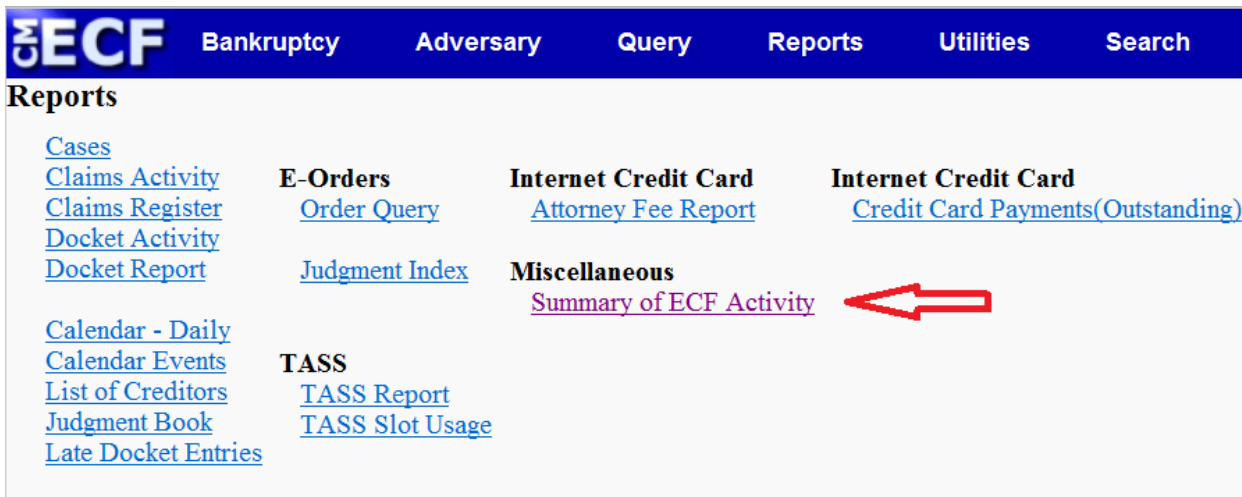 CM ECF Bankruptcy Adversary Query Reports Utilities Search
Reports
Cases
Claims Activity
Claims Register
Docket Activity
Docket Report
Calendar - Daily
Calendar Events
List of Creditors
Judgment Book
Late Docket Entries
E-Orders
Order Query
Judgment Index
TASS
TASS Report
TASS Slot Usage
Internet Credit Card
Attorney Fee Report
Miscellaneous
Summary of ECF Activity
Internet Credit Card
Credit Card Payments(Outstanding)